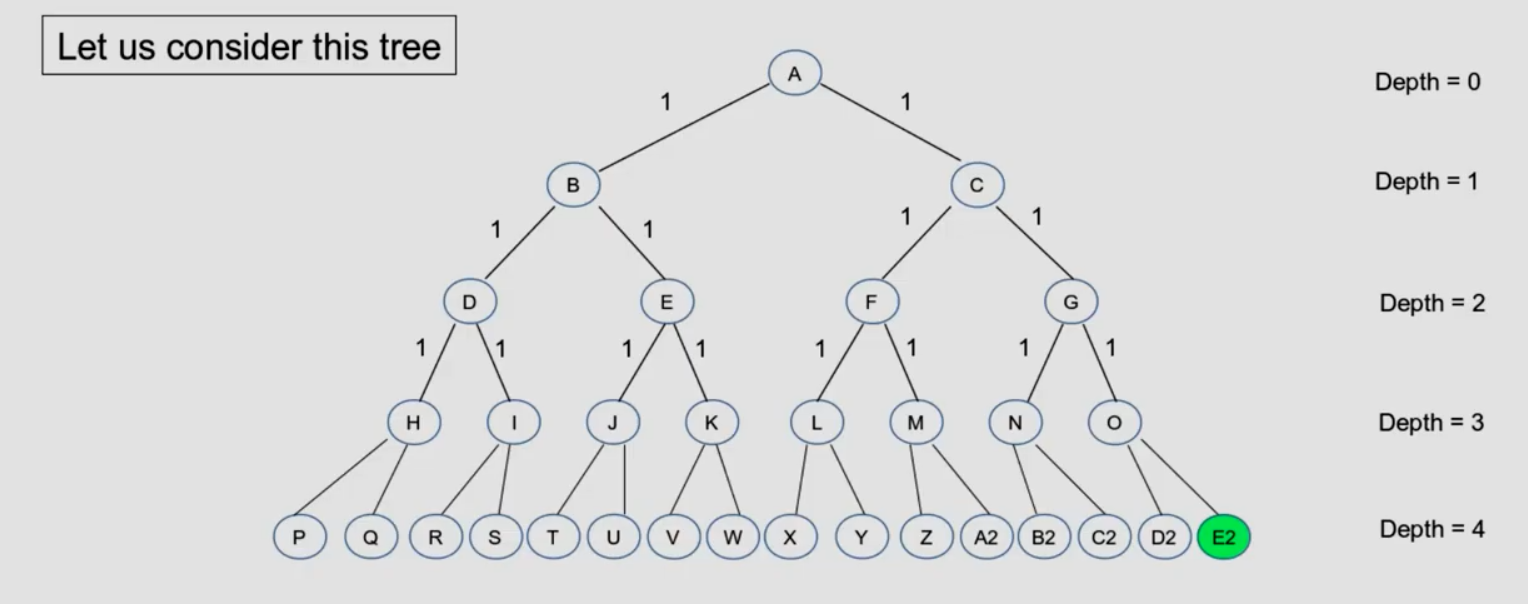 Let us consider this tree
A
Depth = 0
1 1
B C
Depth = 1
1 1 1 1
D E F G
Depth = 2
1 1 1 1 1 1 1 1
H I J K L M N O
Depth = 3
P Q R S T U V W X Y Z A2 B2 C2 D2 E2
Depth = 4